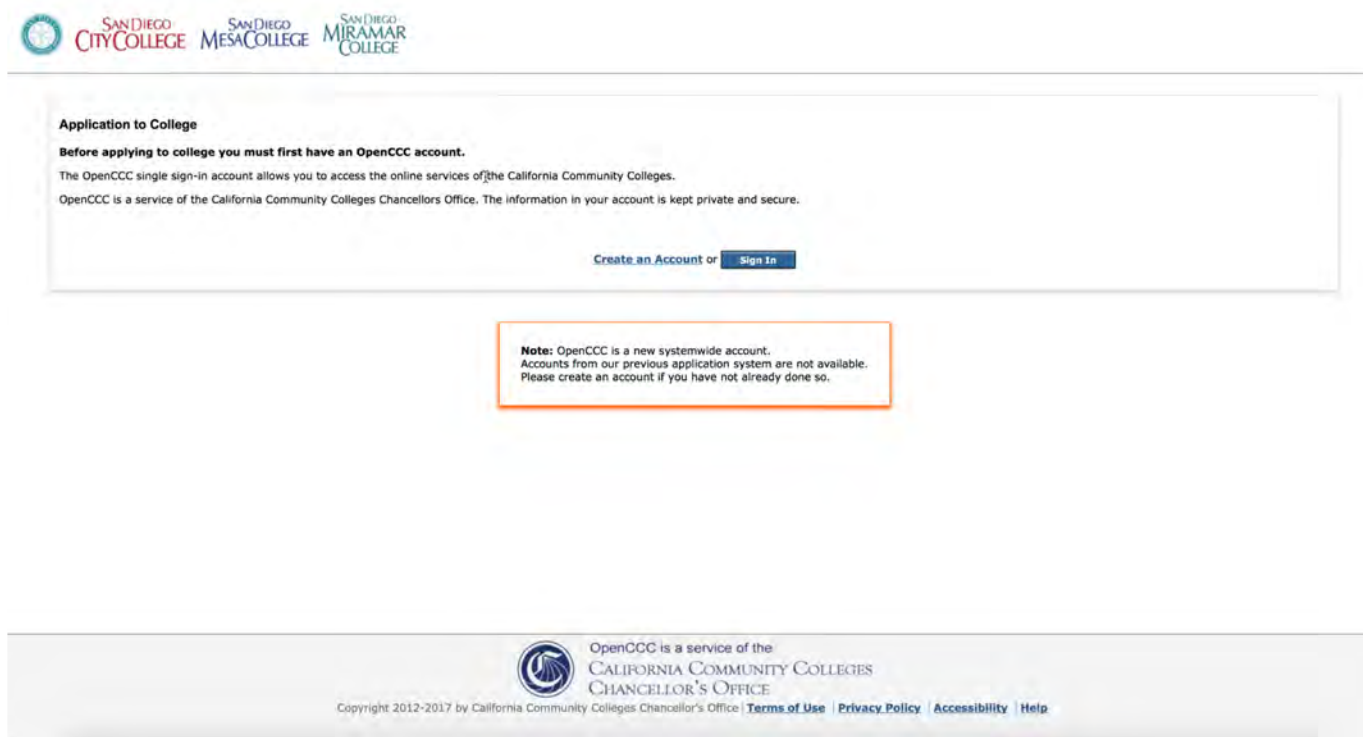 SAN DIEGO CITY COLLEGE SAN DIEGO MESA COLLEGE SAN DIEGO MIRAMAR COLLEGE
Application to College
Before applying to college you must first have an OpenCCC account.
The OpenCCC single sign-in account allows you to access the online services of the California Community Colleges.
OpenCCC is a service of the California Community Colleges Chancellors Office. The information in your account is kept private and secure.
Create an Account or Sign In
Note: OpenCCC is a new systemwide account.
Accounts from our previous application system are not available.
Please create an account if you have not already done so.
OpenCCC is a service of the
CALIFORNIA COMMUNITY COLLEGES
CHANCELLOR'S OFFICE
Copyright 2012-2017 by California Community Colleges Chancellor's Office | Terms of Use | Privacy Policy | Accessibility | Help